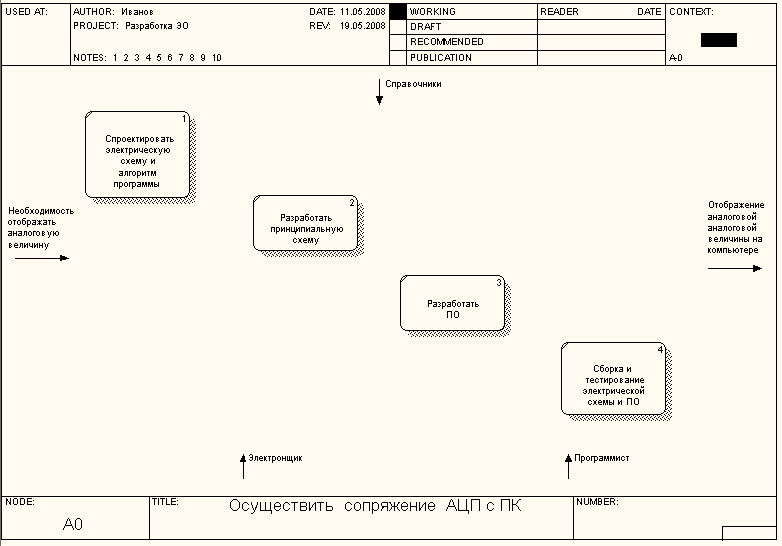 USED AT:
AUTHOR: Иванов
DATE: 11.05.2008
WORKING
READER
DATE
CONTEXT:
PROJECT: Разработка ЭО
REV: 19.05.2008
DRAFT
RECOMMENDED
NOTES: 1 2 3 4 5 6 7 8 9 10
PUBLICATION
A-0
Справочники
1
Спроектировать
электрическую
схему и
алгоритм
программы
2
Разработать
принципиальную
схему
Необходимость
отображать
аналоговую
величину
Отображение
аналоговой
аналоговой
величины на
компьютере
3
Разработать
ПО
4
Сборка и
тестирование
электрической
схемы и ПО
Электронщик
Программист
NODE:
A0
TITLE:
Осуществить сопряжение АЦП с ПК
NUMBER: